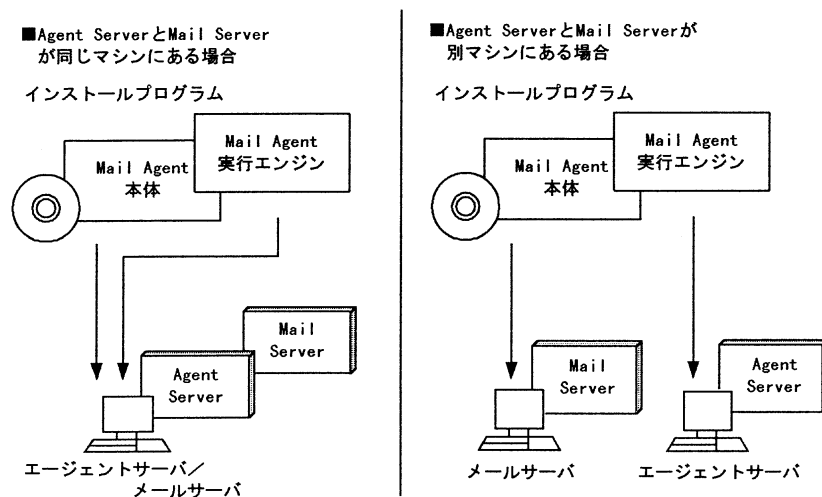 ■Agent ServerとMail Server
が同じマシンにある場合
インストールプログラム
Mail Agent
実行エンジン
Mail Agent
本体
Mail
Server
Agent
Server
エージェントサーバ／
メールサーバ
■Agent ServerとMail Serverが
別マシンにある場合
インストールプログラム
Mail Agent
実行エンジン
Mail Agent
本体
Mail
Server
Agent
Server
メールサーバ
エージェントサーバ